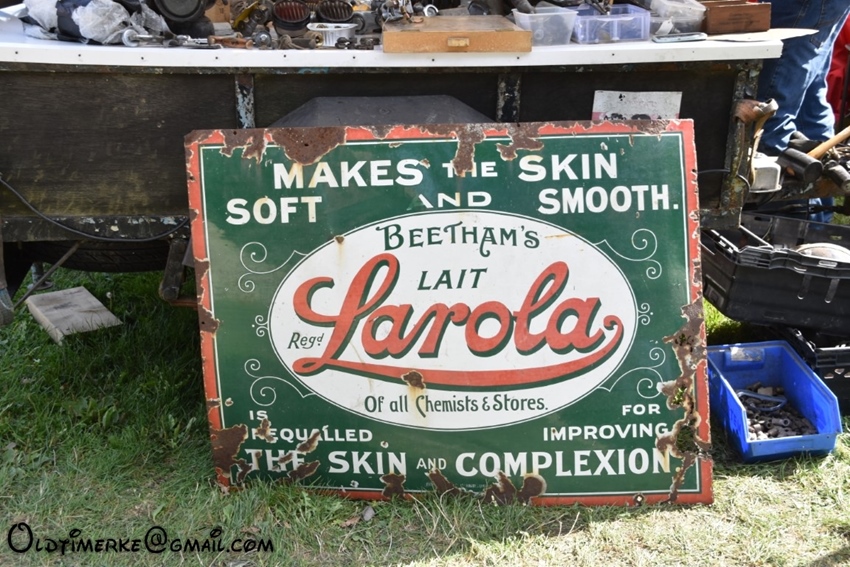 MAKES THE SKIN
SOFT AND SMOOTH.
BEETHAM'S
LAIT
Regd Larola
Of all Chemists & Stores.
IS FOR
REQUALLED IMPROVING
THE SKIN AND COMPLEXION.
OLDTIMERKE@GMAIL.COM